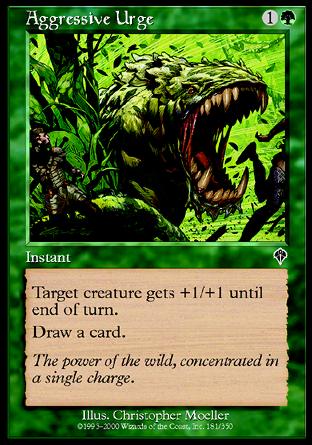 Aggressive Urge 1
Instant
Target creature gets +1/+1 until
end of turn.
Draw a card.
The power of the wild, concentrated in
a single charge.
Illus. Christopher Moeller
©1993-2000 Wizards of the Coast, Inc. 181/350